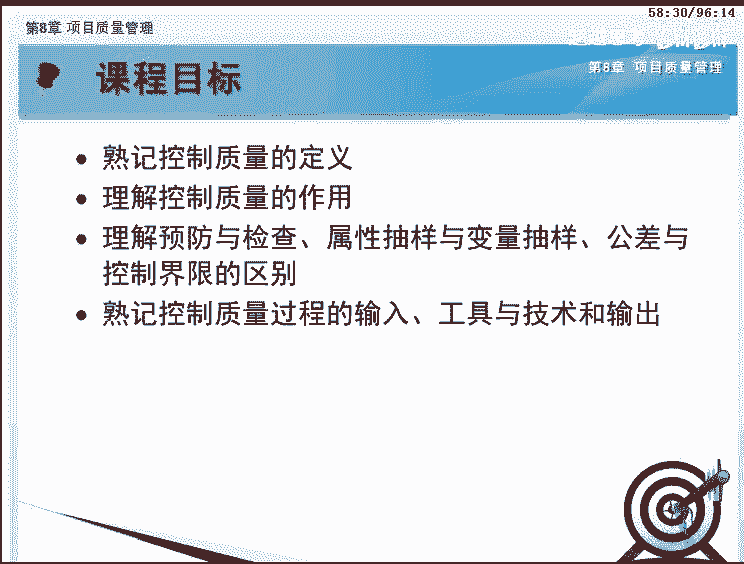 58:30/96:14
第8章 项目质量管理
课程目标
第8章 项目质量管理
• 熟记控制质量的定义
• 理解控制质量的作用
• 理解预防与检查、属性抽样与变量抽样、公差与
控制界限的区别
• 熟记控制质量过程的输入、工具与技术和输出